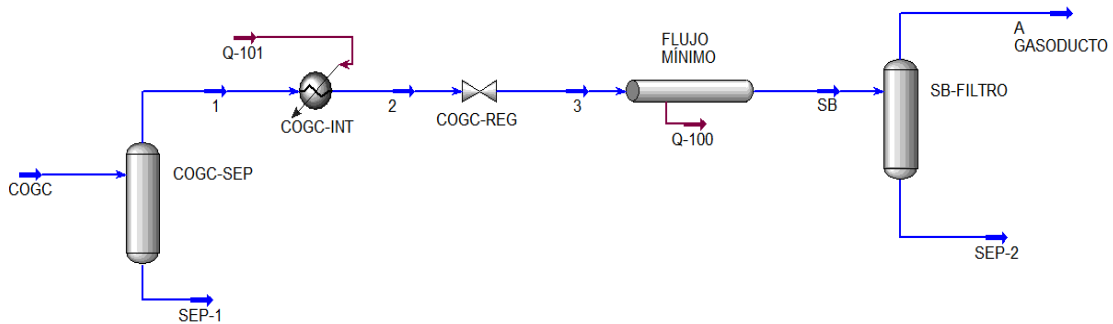 A
GASODUCTO
FLUJO
MÍNIMO
Q-101
SB-FILTRO
1
2
3
SB
COGC-INT
COGC-REG
Q-100
COGC-SEP
COGC
SEP-2
SEP-1